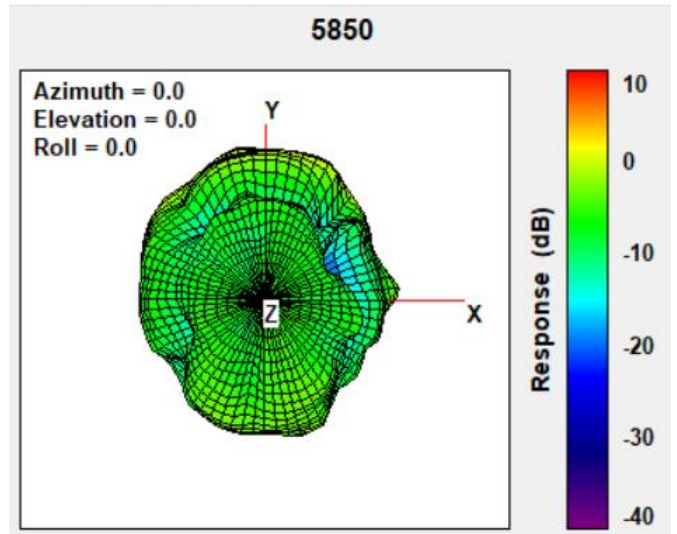 5850
Azimuth = 0.0
Elevation = 0.0
Roll = 0.0
Y
X
Z
10
0
-10
-20
-30
-40
Response (dB)